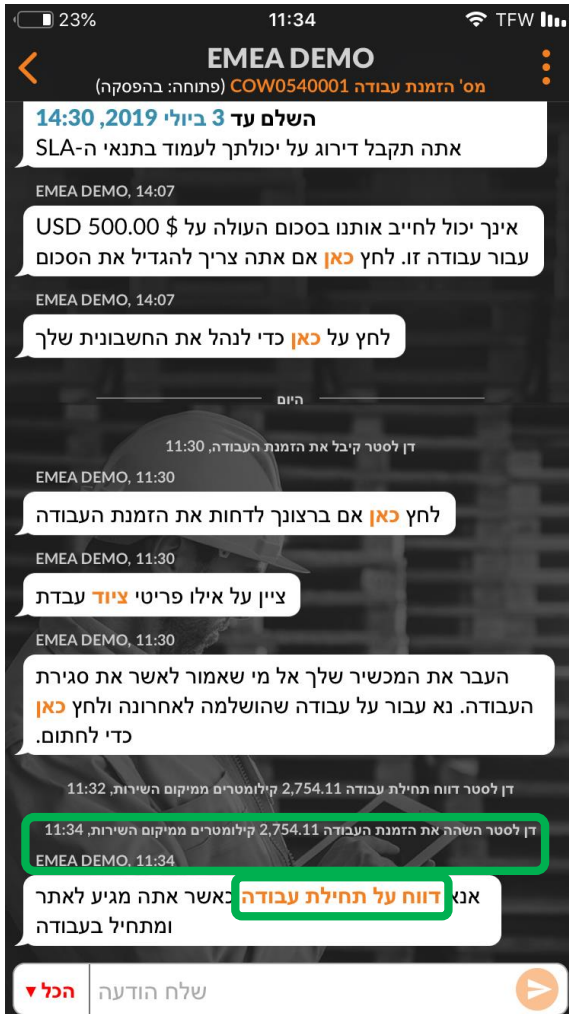 23% 11:34 TFW
EMEA DEMO
מס' הזמנת עבודה COW0540001 (פתוחה: בהפסקה)
השלם עד 3 ביולי 2019, 14:30
אתה תקבל דירוג על יכולתך לעמוד בתנאי ה-SLA
EMEA DEMO, 14:07
אינך יכול לחייב אותנו בסכום העולה על $ 500.00 USD
עבור עבודה זו. לחץ כאן אם אתה צריך להגדיל את הסכום
EMEA DEMO, 14:07
לחץ על כאן כדי לנהל את החשבונית שלך
היום
דן לסטר קיבל את הזמנת העבודה, 11:30
EMEA DEMO, 11:30
לחץ כאן אם ברצונך לדחות את הזמנת העבודה
EMEA DEMO, 11:30
ציין על אילו פריטי ציוד עבדת
EMEA DEMO, 11:30
העבר את המכשיר שלך אל מי שאמור לאשר את סגירת
העבודה. נא עבור על עבודה שהושלמה לאחרונה ולחץ כאן
כדי לחתום.
דן לסטר דווח תחילת עבודה 2,754.11 קילומטרים ממיקום השירות, 11:32
דן לסטר השהה את הזמנת העבודה 2,754.11 קילומטרים ממיקום השירות, 11:34
EMEA DEMO, 11:34
אנא דווח על תחילת עבודה כאשר אתה מגיע לאתר
ומתחיל בעבודה
שלח הודעה הכל